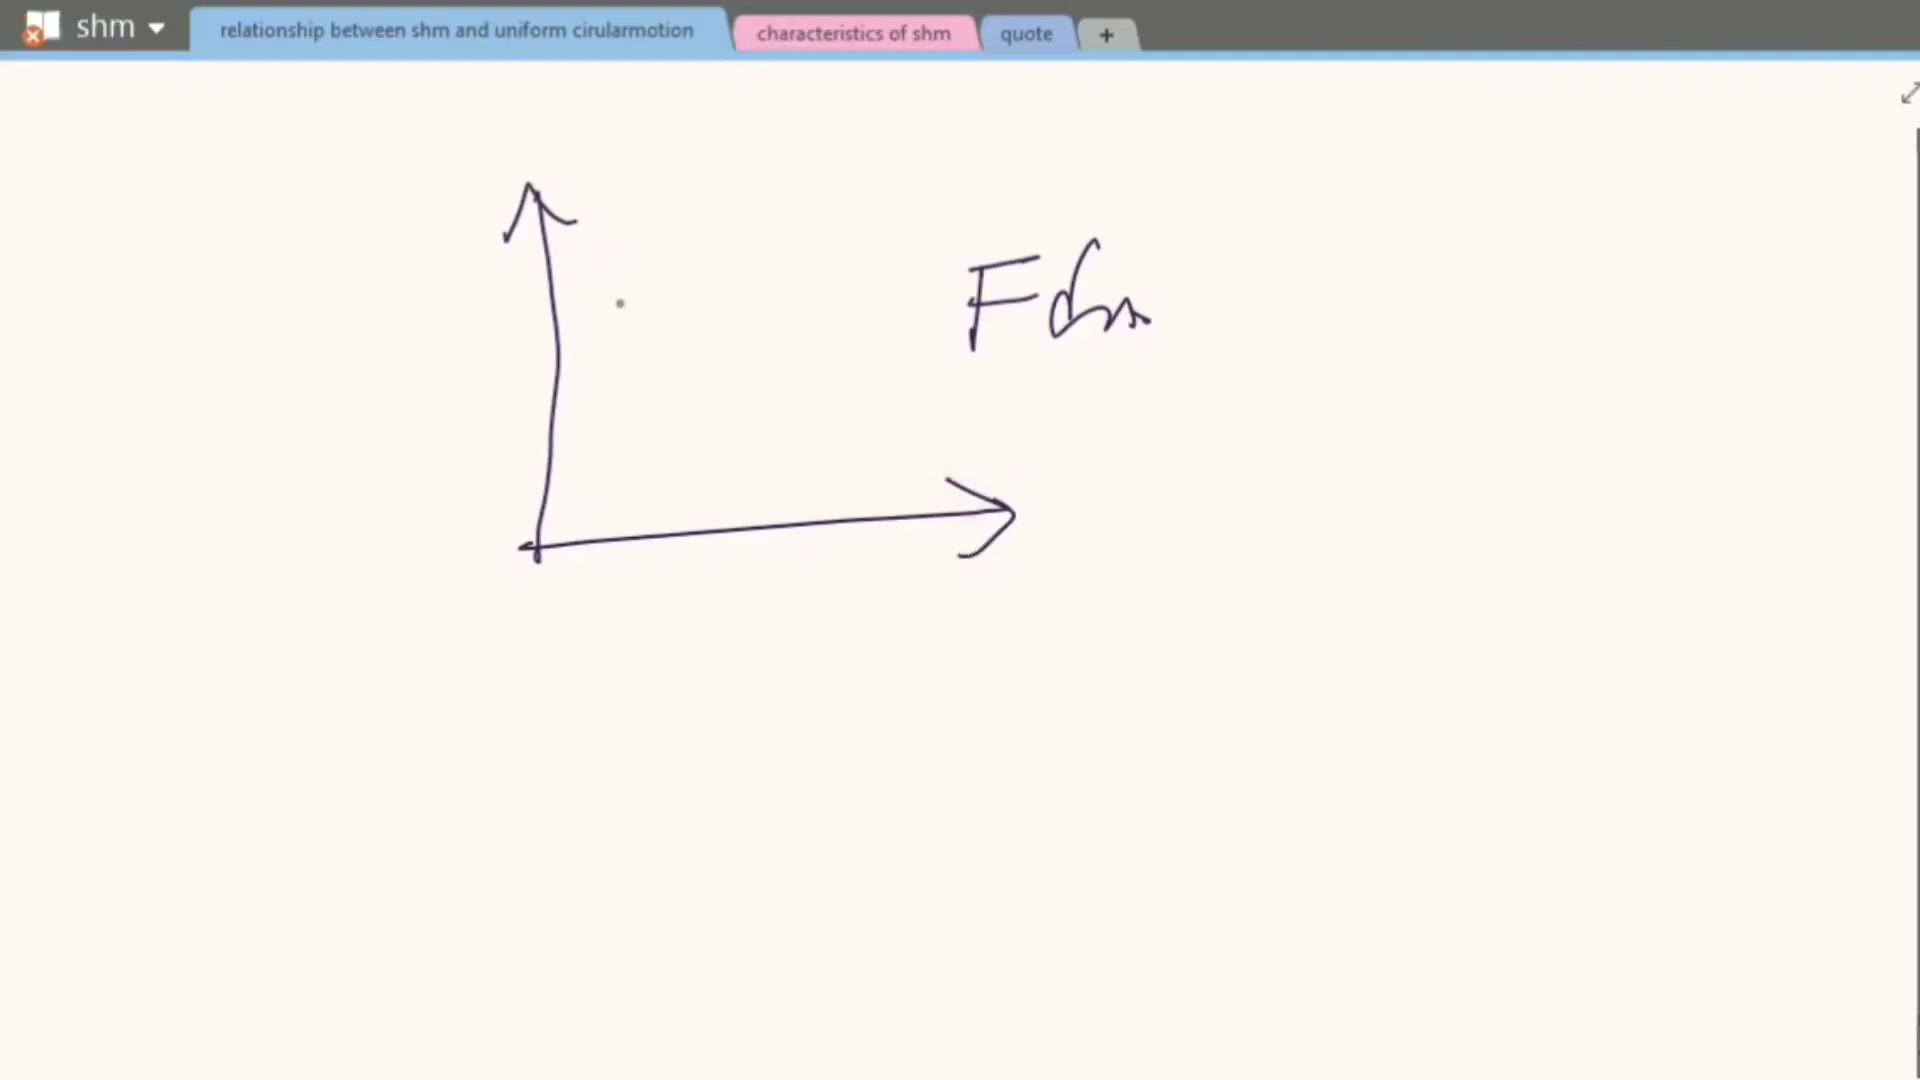 shm
relationship between shm and uniform cirularmotion
characteristics of shm
quote
+